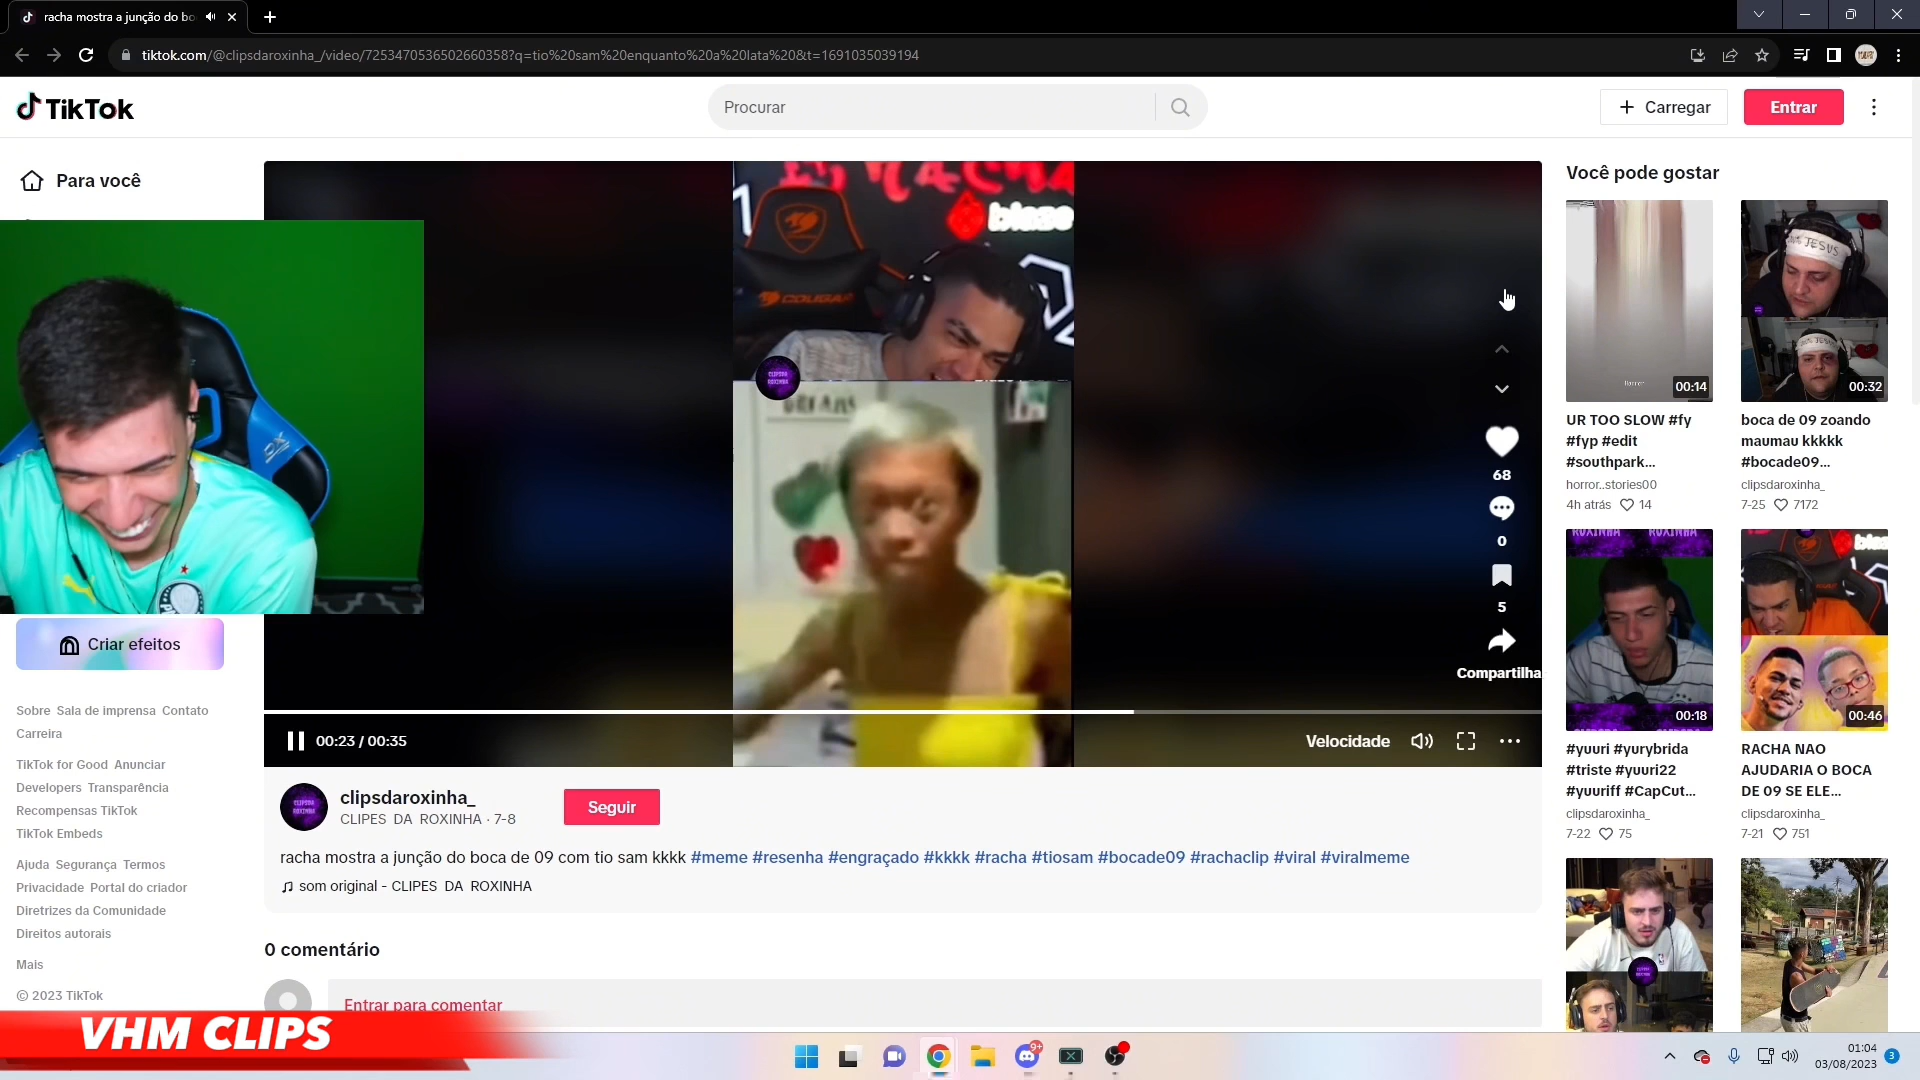 racha mostra a junção do bo
tiktok.com/@clipsdaroxinha_/video/7253470536502660358?q=tio%20sam%20enquanto%20a%20lata%20&t=1691035039194
TikTok
Procurar
Carregar
Entrar
Para você
Criar efeitos
Sobre Sala de imprensa Contato
Carreira
TikTok for Good Anunciar
Developers Transparência
Recompensas TikTok
TikTok Embeds
Ajuda Segurança Termos
Privacidade Portal do criador
Diretrizes da Comunidade
Direitos autorais
Mais
© 2023 TikTok
VHM CLIPS
COUGAR
68
0
5
Compartilha
00:23 / 00:35
Velocidade
clipsdaroxinha_
CLIPES DA ROXINHA · 7-8
Seguir
racha mostra a junção do boca de 09 com tio sam kkkk #meme #resenha #engraçado #kkkk #racha #tiosam #bocade09 #rachaclip #viral #viralmeme
som original - CLIPES DA ROXINHA
0 comentário
Entrar para comentar
Você pode gostar
00:14
UR TOO SLOW #fy
#fyp #edit
#southpark...
horror..stories00
4h atrás 14
JESUS
00:32
boca de 09 zoando
maumau kkkkk
#bocade09...
clipsdaroxinha_
7-25 7172
00:18
#yuuri #yurybrida
#triste #yuuri22
#yuuriff #CapCut...
clipsdaroxinha_
7-22 75
00:46
RACHA NAO
AJUDARIA O BOCA
DE 09 SE ELE...
clipsdaroxinha_
7-21 751
9+
01:04
03/08/2023
3